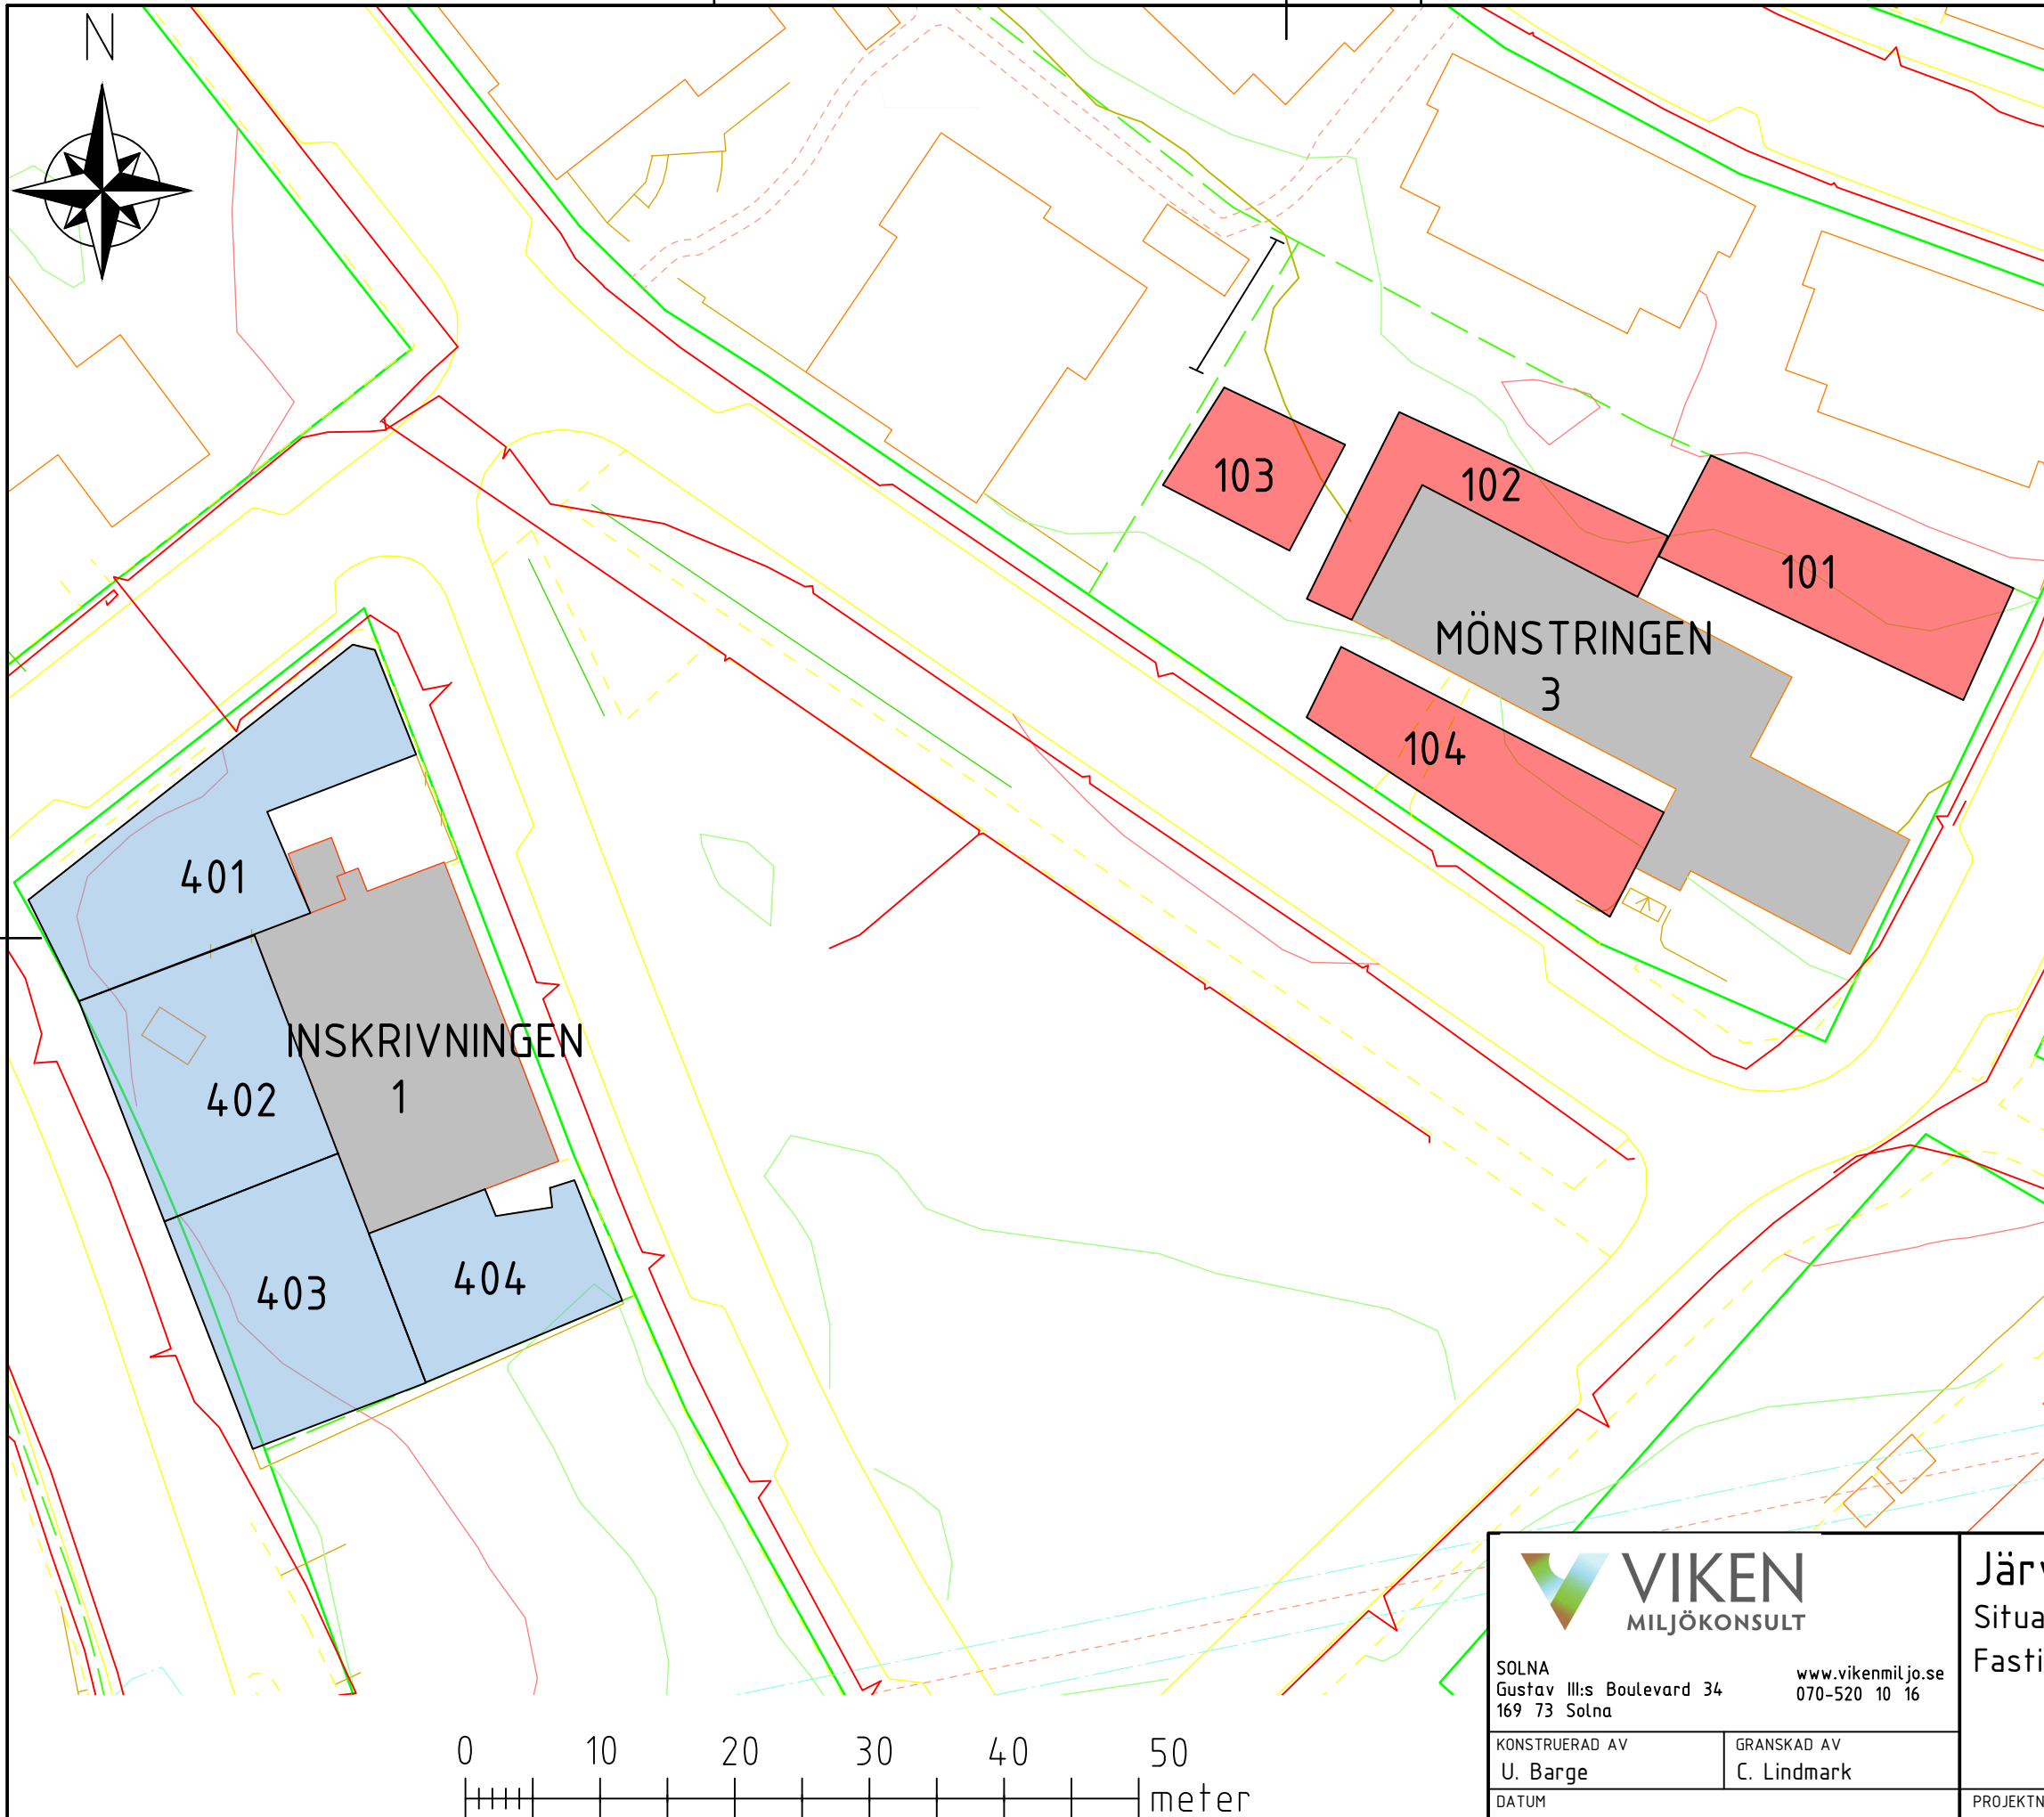 N
103
102
101
MÖNSTRINGEN
3
104
401
INSKRIVNINGEN
1
402
403
404
VIKEN
MILJÖKONSULT
SOLNA
Gustav III:s Boulevard 34
169 73 Solna
www.vikenmiljo.se
070-520 10 16
KONSTRUERAD AV
U. Barge
GRANSKAD AV
C. Lindmark
DATUM
0 10 20 30 40 50
meter